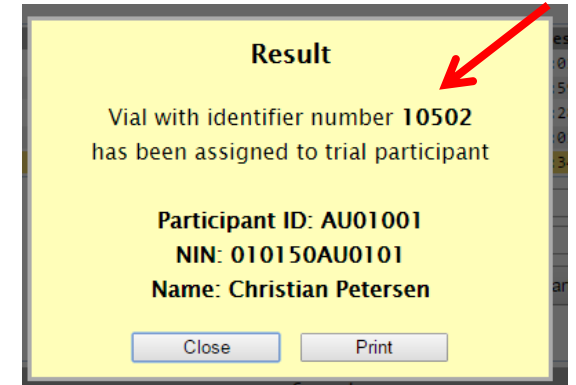 Result
Vial with identifier number 10502
has been assigned to trial participant
Participant ID: AU01001
NIN: 010150AU0101
Name: Christian Petersen
Close
Print